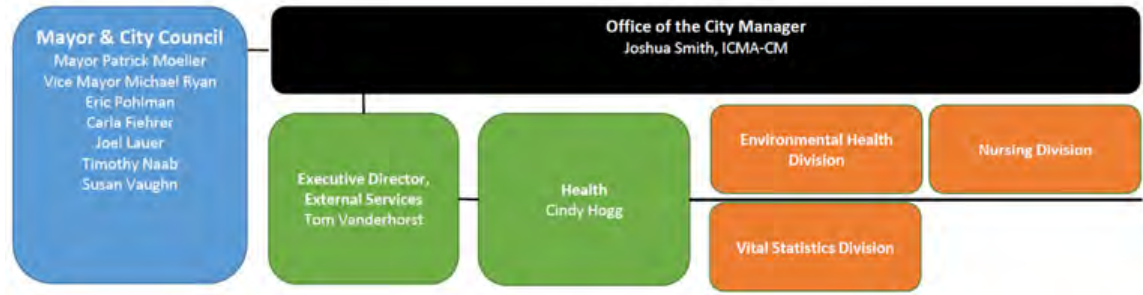 Mayor & City Council
Mayor Patrick Moeller
Vice Mayor Michael Ryan
Eric Pohlman
Carla Fiehrer
Joel Lauer
Timothy Naab
Susan Vaughn
Office of the City Manager
Joshua Smith, ICMA-CM
Executive Director,
External Services
Tom Vanderhorst
Health
Cindy Hogg
Environmental Health
Division
Nursing Division
Vital Statistics Division